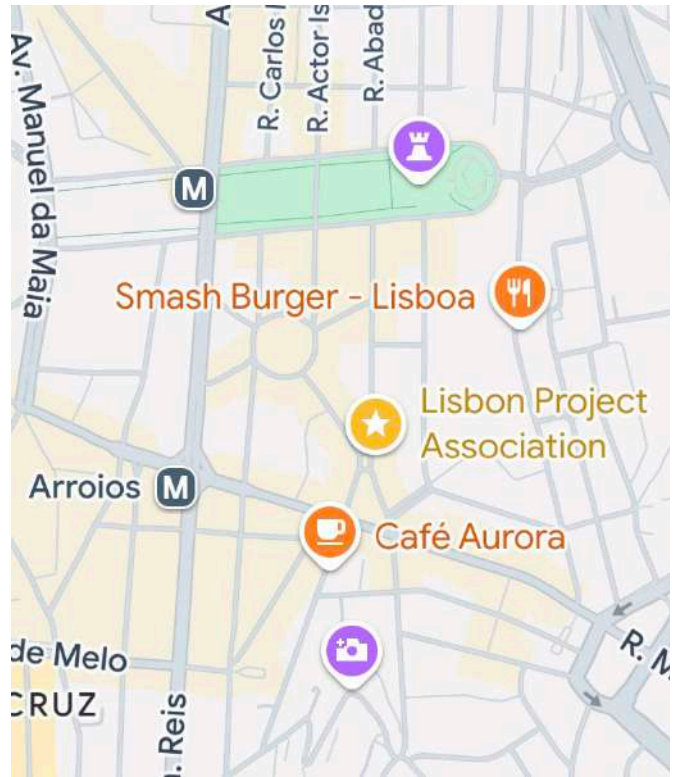 A
Av. Manuel da Maia
R. Carlos
R. Actor Is
R. Abad
M
Smash Burger - Lisboa
Lisbon Project
Association
Arroios M
Café Aurora
de Melo
CRUZ
R. M
. Reis